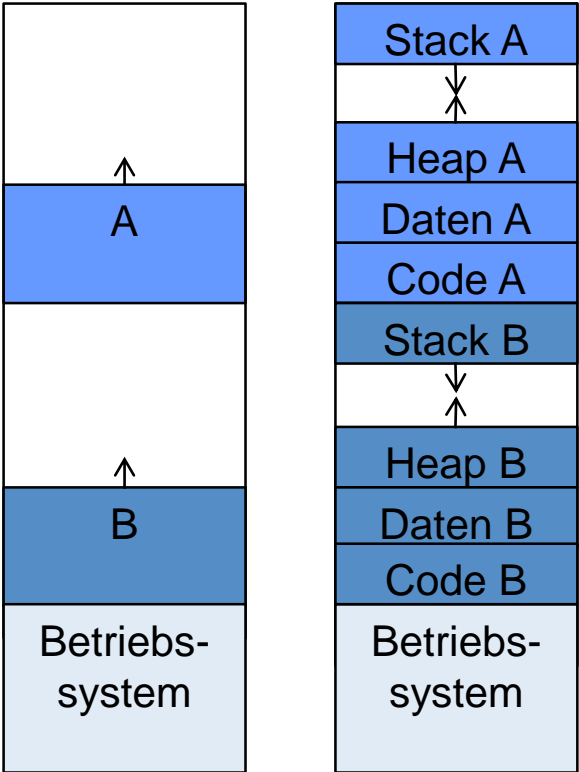 A
B
Betriebs-
system
Stack A
Heap A
Daten A
Code A
Stack B
Heap B
Daten B
Code B
Betriebs-
system